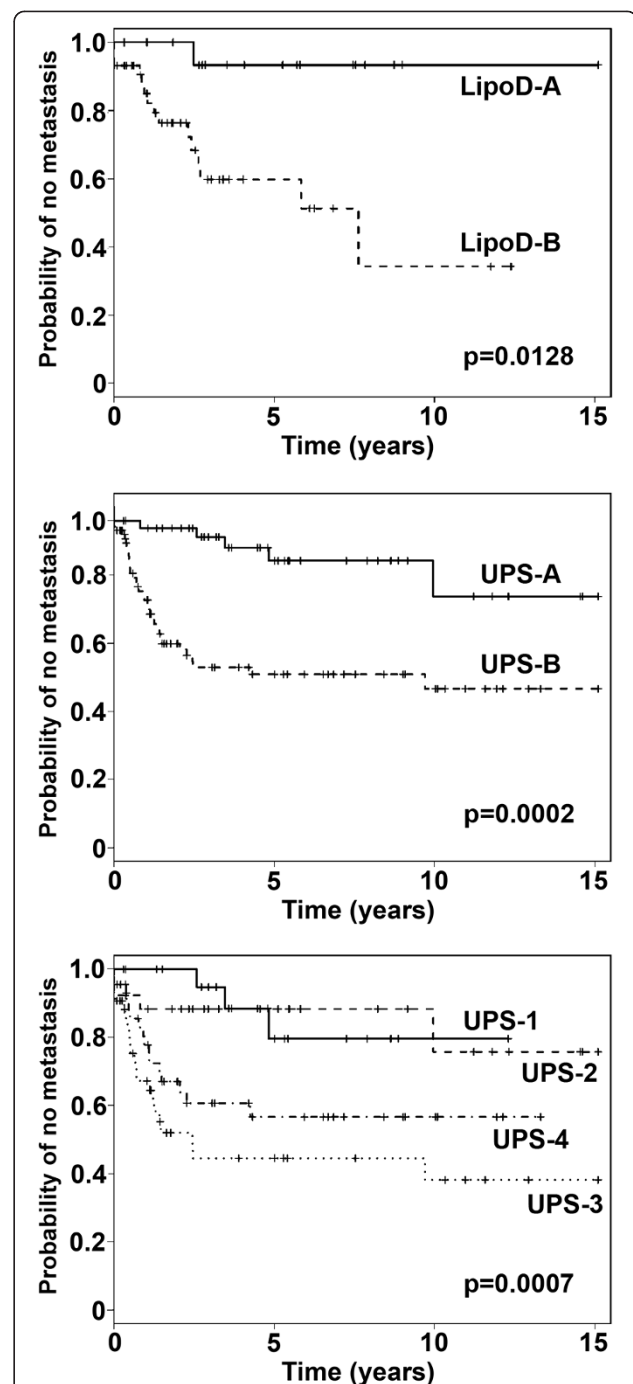 Probability of no metastasis
1.0
0.8
0.6
0.4
0.2
0
LipoD-A
LipoD-B
p=0.0128
0 5 10 15
Time (years)
Probability of no metastasis
1.0
0.8
0.6
0.4
0.2
0
UPS-A
UPS-B
p=0.0002
0 5 10 15
Time (years)
Probability of no metastasis
1.0
0.8
0.6
0.4
0.2
0
UPS-1
UPS-2
UPS-4
UPS-3
p=0.0007
0 5 10 15
Time (years)